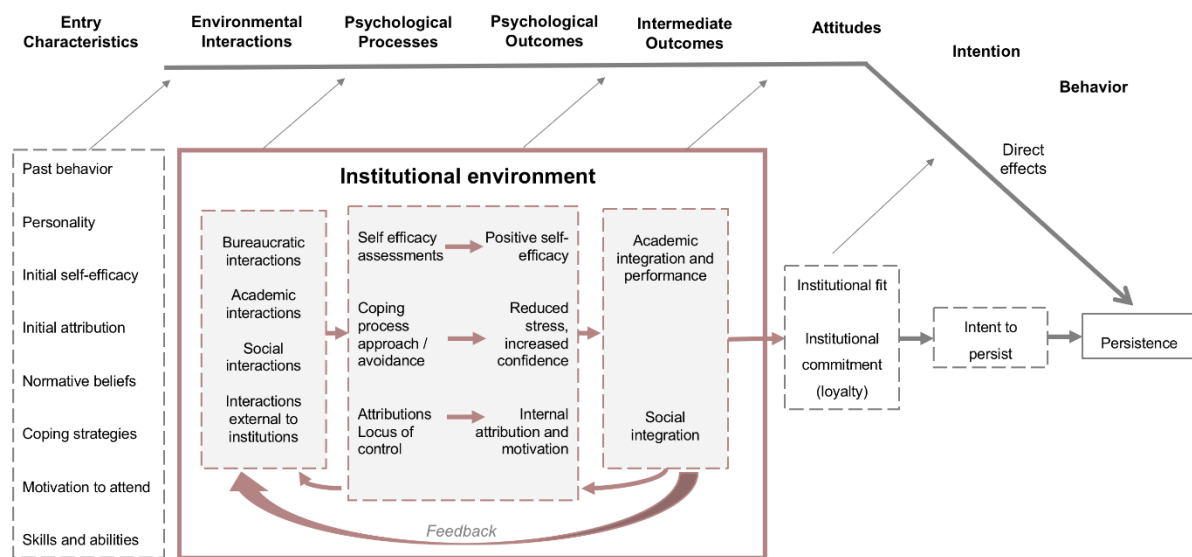 Entry
Characteristics
Environmental
Interactions
Psychological
Processes
Psychological
Outcomes
Intermediate
Outcomes
Attitudes
Intention
Behavior
Direct
effects
Past behavior
Personality
Initial self-efficacy
Initial attribution
Normative beliefs
Coping strategies
Motivation to attend
Skills and abilities
Institutional environment
Bureaucratic
interactions
Academic
interactions
Social
interactions
Interactions
external to
institutions
Self efficacy
assessments
Positive self-
efficacy
Coping
process
approach /
avoidance
Reduced
stress,
increased
confidence
Attributions
Locus of
control
Internal
attribution and
motivation
Academic
integration and
performance
Social
integration
Feedback
Institutional fit
Institutional
commitment
(loyalty)
Intent to
persist
Persistence